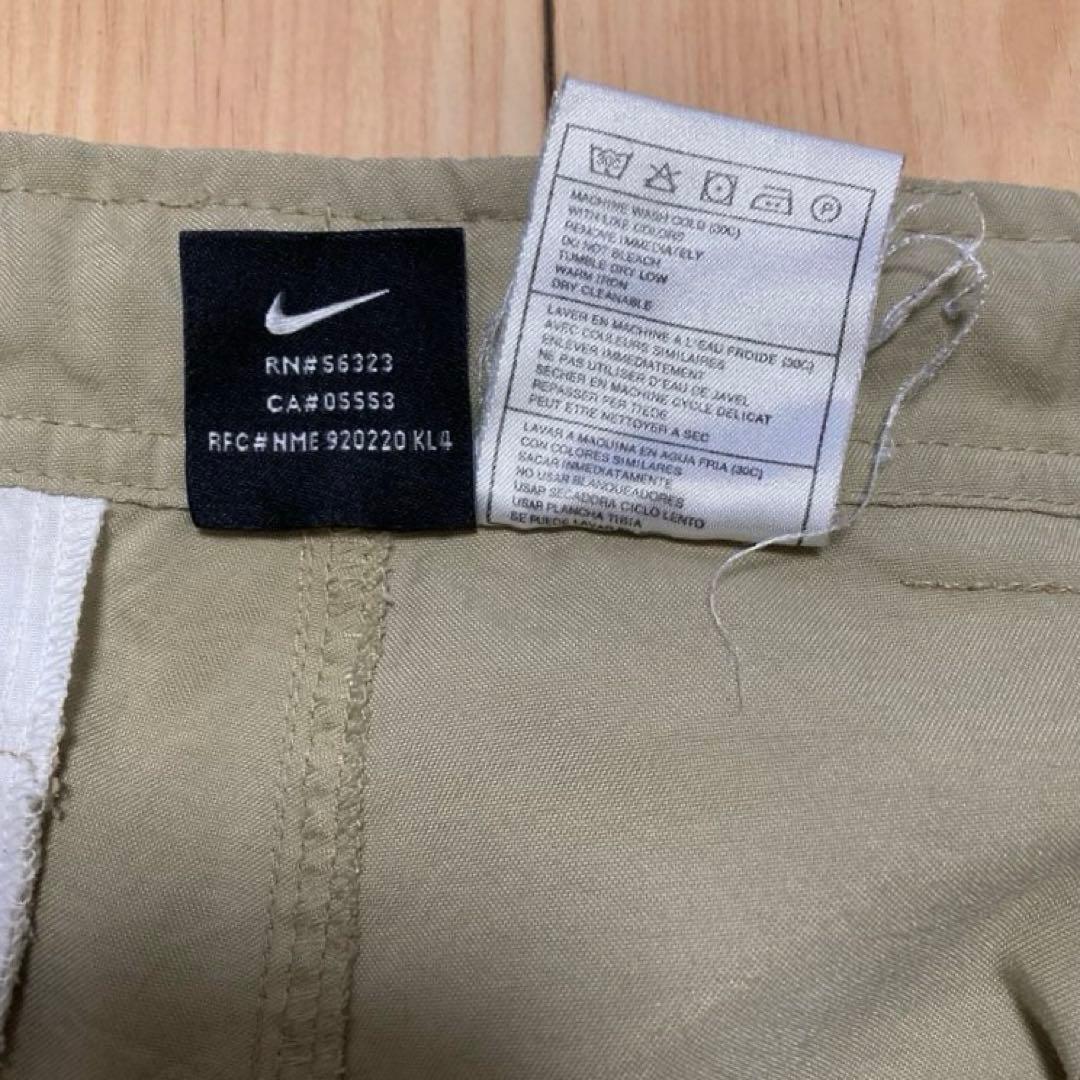 RN#56323
CA#05553
RFC#NME 920220 KL4
30C
P
MACHINE WASH COLD (30C)
WITH LIKE COLORS
REMOVE IMMEDIATELY
DO NOT BLEACH
TUMBLE DRY LOW
WARM IRON
DRY CLEANABLE
LAVER EN MACHINE A L'EAU FROIDE (30C)
AVEC COULEURS SIMILAIRES
ENLEVER IMMEDIATEMENT
NE PAS UTILISER D'EAU DE JAVEL
SECHER EN MACHINE CYCLE DELICAT
REPASSER FER TIEDE
PEUT ETRE NETTOYER A SEC
LAVAR A MAQUINA EN AGUA FRIA (30C)
CON COLORES SIMILARES
SACAR INMEDIATAMENTE
NO USAR BLANQUEADORES
USAR SECADORA CICLO LENTO
USAR PLANCHA TIBIA
SE PUEDE LAVAR